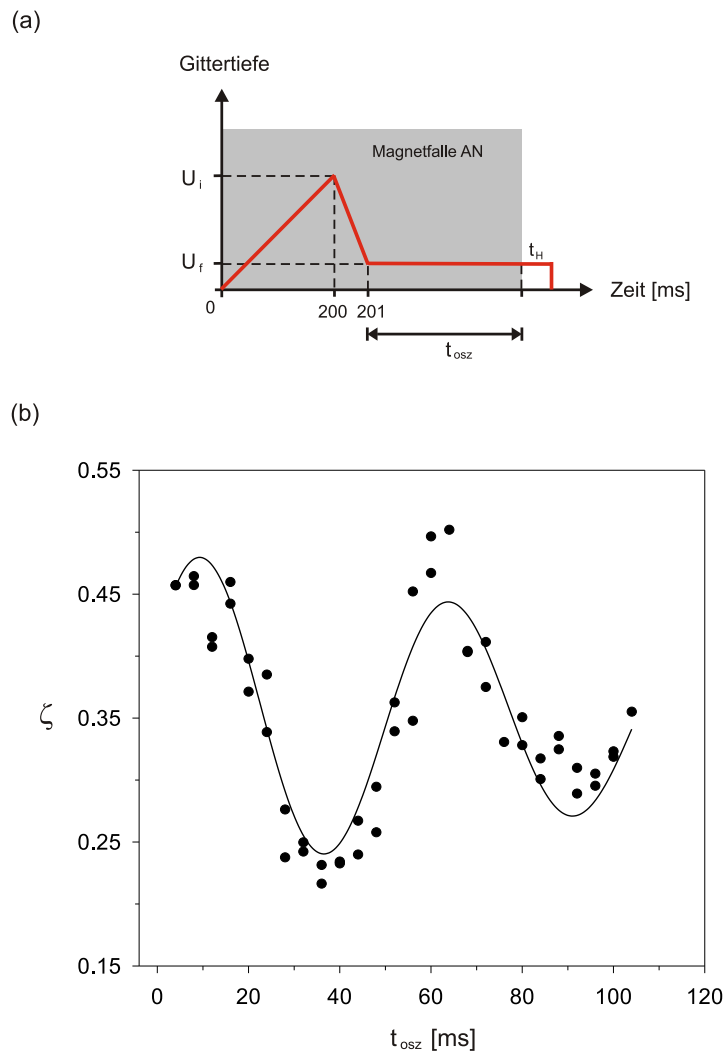 (a)
Gittertiefe
Magnetfalle AN
U i
U f
t H
0
200 201
Zeit [ms]
t osz
(b)
0.55
0.45
0.35
0.25
0.15
ζ
0 20 40 60 80 100 120
t osz [ms]